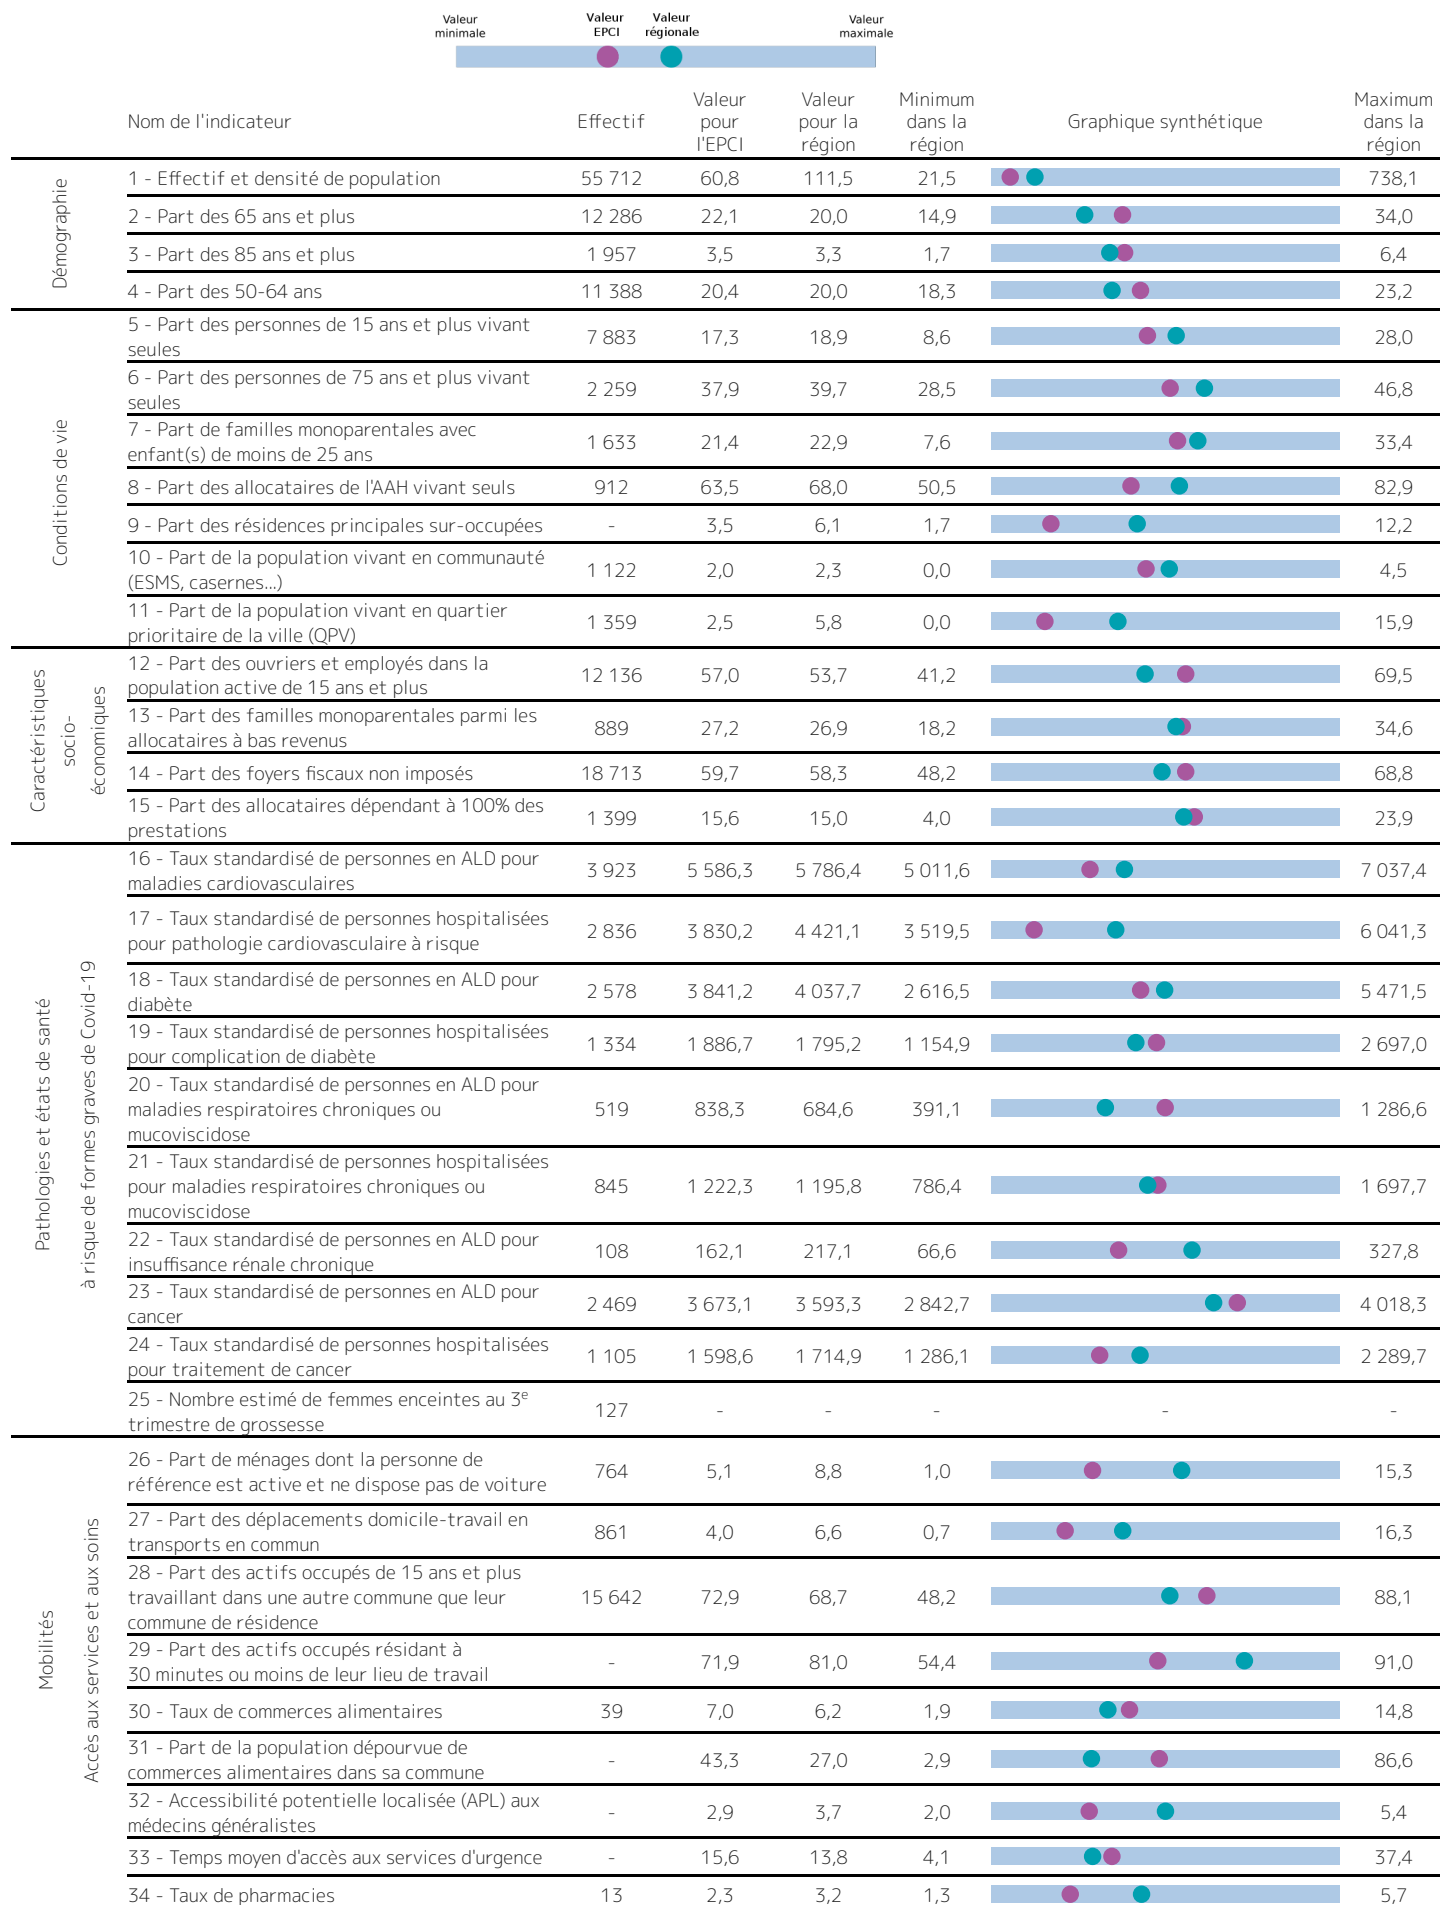 Valeur
minimale
Valeur
EPCI
Valeur
régionale
Valeur
maximale
Nom de l'indicateur
Effectif
Valeur
pour
l'EPCI
Valeur
pour la
région
Minimum
dans la
région
Graphique synthétique
Maximum
dans la
région
Démographie
1 - Effectif et densité de population 55 712 60,8 111,5 21,5 738,1
2 - Part des 65 ans et plus 12 286 22,1 20,0 14,9 34,0
3 - Part des 85 ans et plus 1 957 3,5 3,3 1,7 6,4
4 - Part des 50-64 ans 11 388 20,4 20,0 18,3 23,2
Conditions de vie
5 - Part des personnes de 15 ans et plus vivant
seules
7 883 17,3 18,9 8,6 28,0
6 - Part des personnes de 75 ans et plus vivant
seules
2 259 37,9 39,7 28,5 46,8
7 - Part de familles monoparentales avec
enfant(s) de moins de 25 ans
1 633 21,4 22,9 7,6 33,4
8 - Part des allocataires de l'AAH vivant seuls 912 63,5 68,0 50,5 82,9
9 - Part des résidences principales sur-occupées - 3,5 6,1 1,7 12,2
10 - Part de la population vivant en communauté
(ESMS, casernes...)
1 122 2,0 2,3 0,0 4,5
11 - Part de la population vivant en quartier
prioritaire de la ville (QPV)
1 359 2,5 5,8 0,0 15,9
Caractéristiques
socio-
économiques
12 - Part des ouvriers et employés dans la
population active de 15 ans et plus
12 136 57,0 53,7 41,2 69,5
13 - Part des familles monoparentales parmi les
allocataires à bas revenus
889 27,2 26,9 18,2 34,6
14 - Part des foyers fiscaux non imposés 18 713 59,7 58,3 48,2 68,8
15 - Part des allocataires dépendant à 100% des
prestations
1 399 15,6 15,0 4,0 23,9
Pathologies et états de santé
à risque de formes graves de Covid-19
16 - Taux standardisé de personnes en ALD pour
maladies cardiovasculaires
3 923 5 586,3 5 786,4 5 011,6 7 037,4
17 - Taux standardisé de personnes hospitalisées
pour pathologie cardiovasculaire à risque
2 836 3 830,2 4 421,1 3 519,5 6 041,3
18 - Taux standardisé de personnes en ALD pour
diabète
2 578 3 841,2 4 037,7 2 616,5 5 471,5
19 - Taux standardisé de personnes hospitalisées
pour complication de diabète
1 334 1 886,7 1 795,2 1 154,9 2 697,0
20 - Taux standardisé de personnes en ALD pour
maladies respiratoires chroniques ou
mucoviscidose
519 838,3 684,6 391,1 1 286,6
21 - Taux standardisé de personnes hospitalisées
pour maladies respiratoires chroniques ou
mucoviscidose
845 1 222,3 1 195,8 786,4 1 697,7
22 - Taux standardisé de personnes en ALD pour
insuffisance rénale chronique
108 162,1 217,1 66,6 327,8
23 - Taux standardisé de personnes en ALD pour
cancer
2 469 3 673,1 3 593,3 2 842,7 4 018,3
24 - Taux standardisé de personnes hospitalisées
pour traitement de cancer
1 105 1 598,6 1 714,9 1 286,1 2 289,7
25 - Nombre estimé de femmes enceintes au 3e
trimestre de grossesse
127 - - - - -
Mobilités
Accès aux services et aux soins
26 - Part de ménages dont la personne de
référence est active et ne dispose pas de voiture
764 5,1 8,8 1,0 15,3
27 - Part des déplacements domicile-travail en
transports en commun
861 4,0 6,6 0,7 16,3
28 - Part des actifs occupés de 15 ans et plus
travaillant dans une autre commune que leur
commune de résidence
15 642 72,9 68,7 48,2 88,1
29 - Part des actifs occupés résidant à
30 minutes ou moins de leur lieu de travail
- 71,9 81,0 54,4 91,0
30 - Taux de commerces alimentaires 39 7,0 6,2 1,9 14,8
31 - Part de la population dépourvue de
commerces alimentaires dans sa commune
- 43,3 27,0 2,9 86,6
32 - Accessibilité potentielle localisée (APL) aux
médecins généralistes
- 2,9 3,7 2,0 5,4
33 - Temps moyen d'accès aux services d'urgence - 15,6 13,8 4,1 37,4
34 - Taux de pharmacies 13 2,3 3,2 1,3 5,7